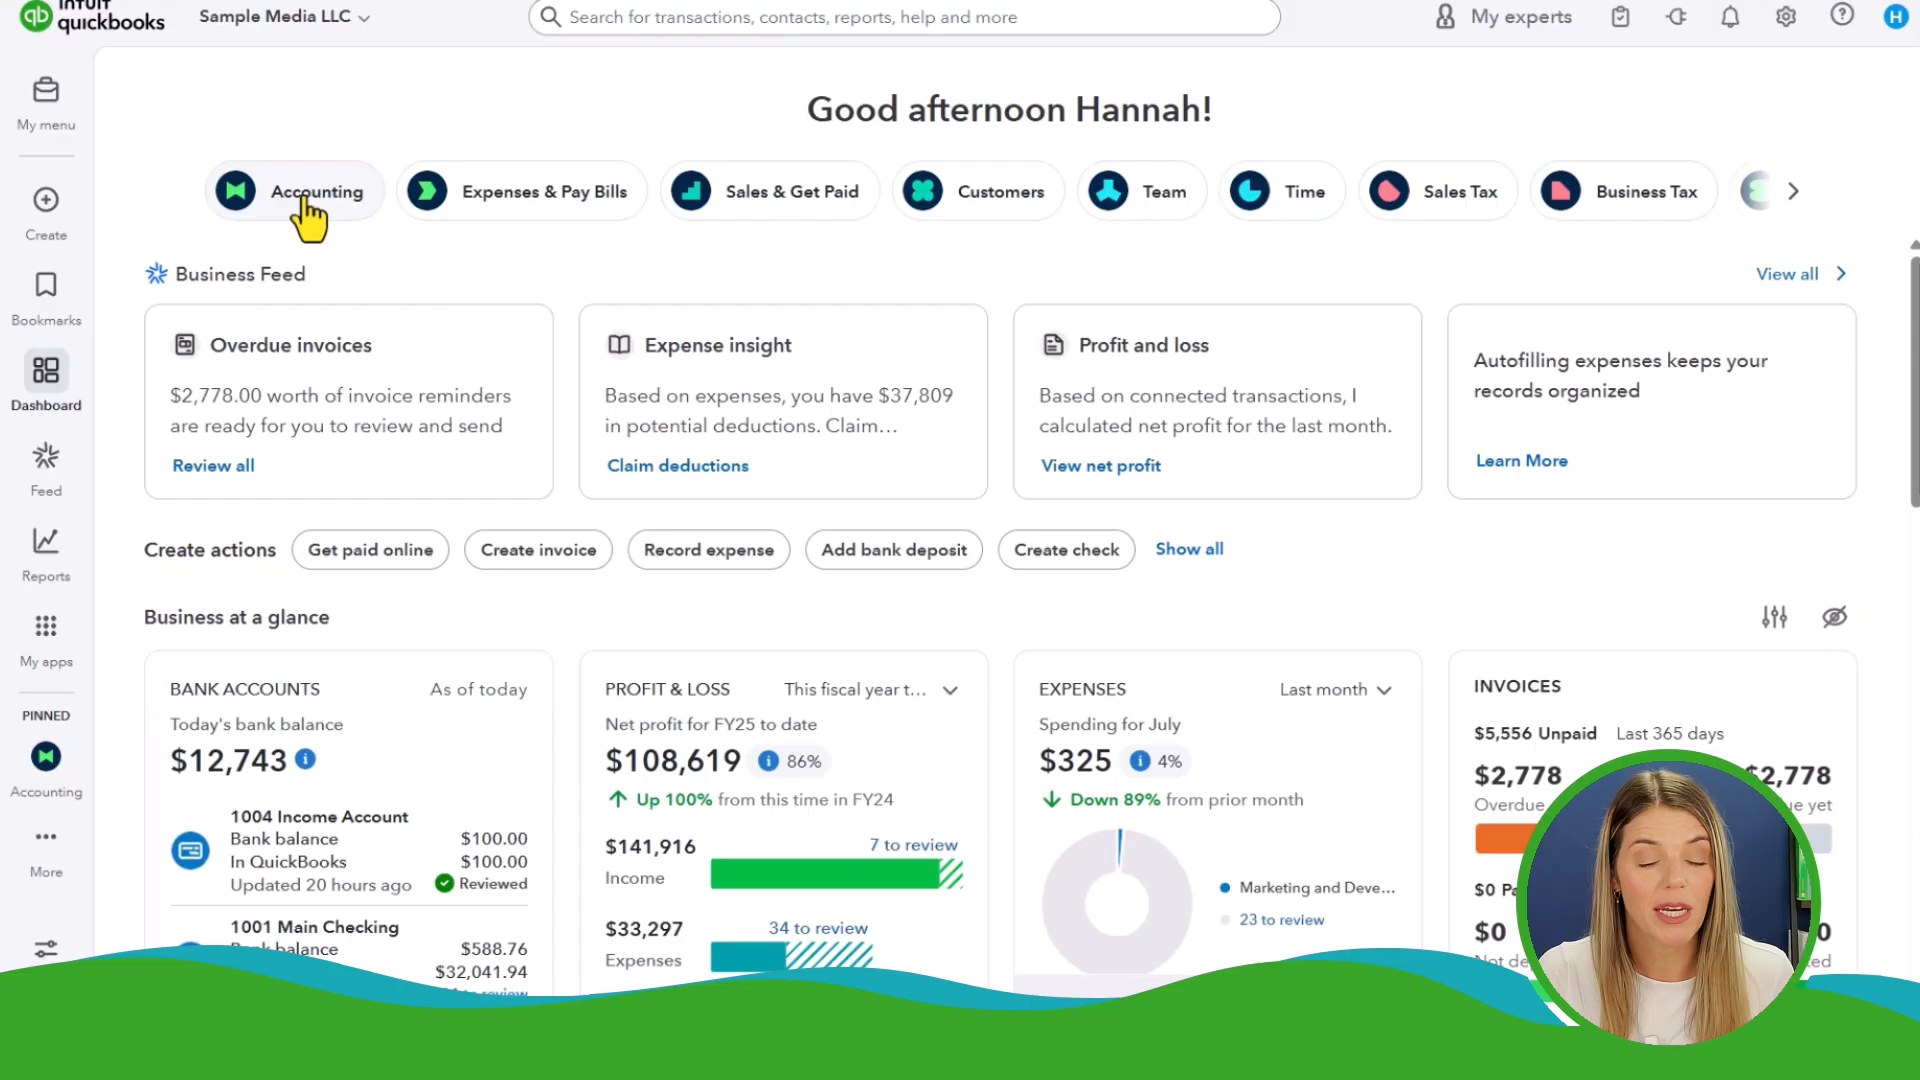 INTUIT
quickbooks
Sample Media LLC
Search for transactions, contacts, reports, help and more
My experts
H
My menu
Create
Bookmarks
Dashboard
Feed
Reports
My apps
PINNED
Accounting
More
Good afternoon Hannah!
Accounting
Expenses & Pay Bills
Sales & Get Paid
Customers
Team
Time
Sales Tax
Business Tax
Business Feed
View all
Overdue invoices
$2,778.00 worth of invoice reminders
are ready for you to review and send
Review all
Expense insight
Based on expenses, you have $37,809
in potential deductions. Claim...
Claim deductions
Profit and loss
Based on connected transactions, I
calculated net profit for the last month.
View net profit
Autofilling expenses keeps your
records organized
Learn More
Create actions
Get paid online
Create invoice
Record expense
Add bank deposit
Create check
Show all
Business at a glance
BANK ACCOUNTS
As of today
Today's bank balance
$12,743
1004 Income Account
Bank balance $100.00
In QuickBooks $100.00
Updated 20 hours ago Reviewed
1001 Main Checking
Bank balance $588.76
$32,041.94
review
PROFIT & LOSS
This fiscal year t...
Net profit for FY25 to date
$108,619 86%
Up 100% from this time in FY24
$141,916 7 to review
Income
$33,297 34 to review
Expenses
EXPENSES
Last month
Spending for July
$325 4%
Down 89% from prior month
Marketing and Deve...
23 to review
INVOICES
$5,556 Unpaid Last 365 days
$2,778 $2,778
Overdue yet
$0
$0
Not